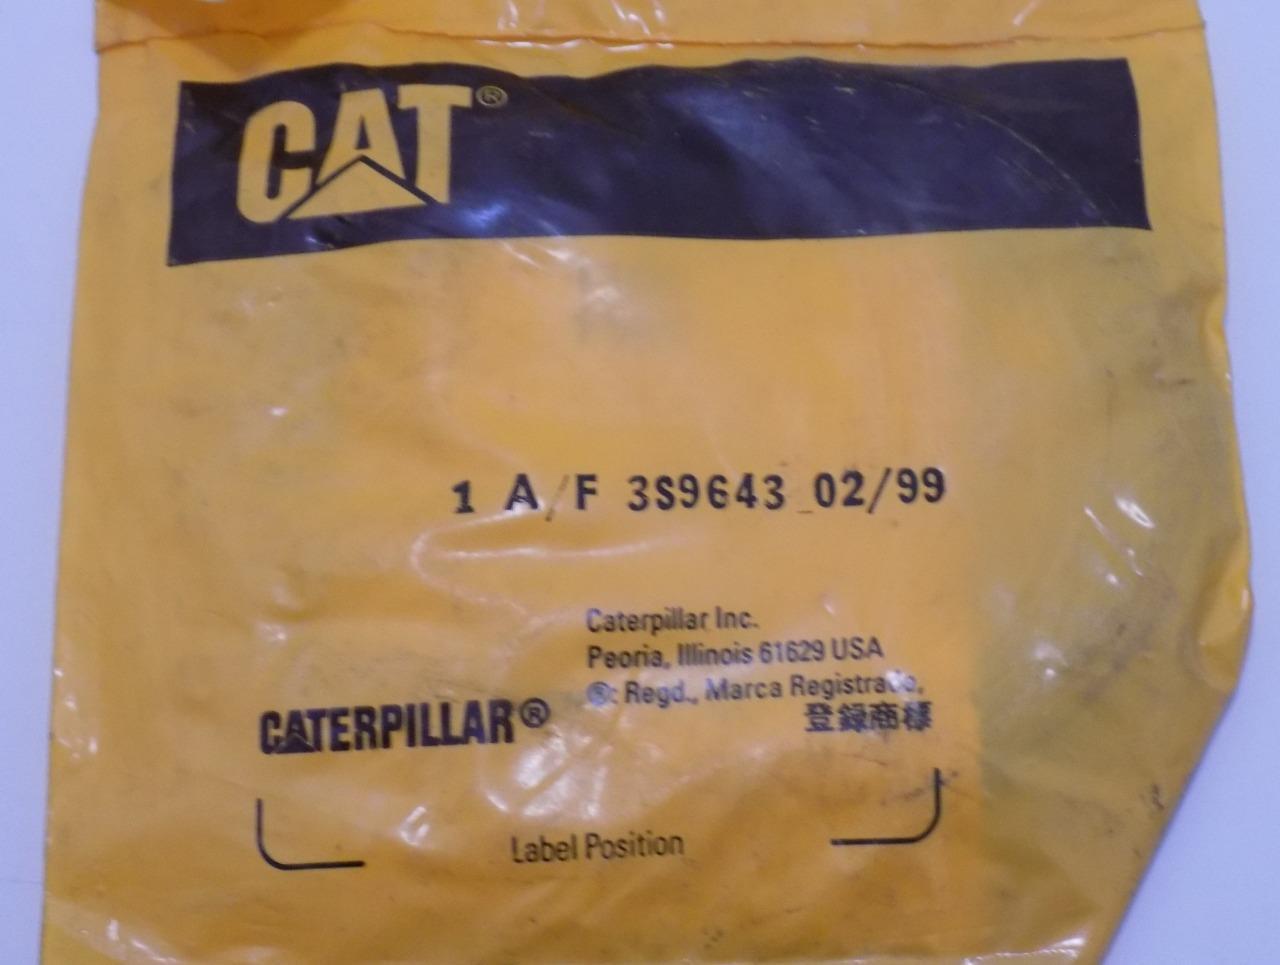 CAT®
1 A/F 3S9643 02/99
Caterpillar Inc.
Peoria, Illinois 61629 USA
®: Regd., Marca Registrada,
登録商標
CATERPILLAR®
Label Position